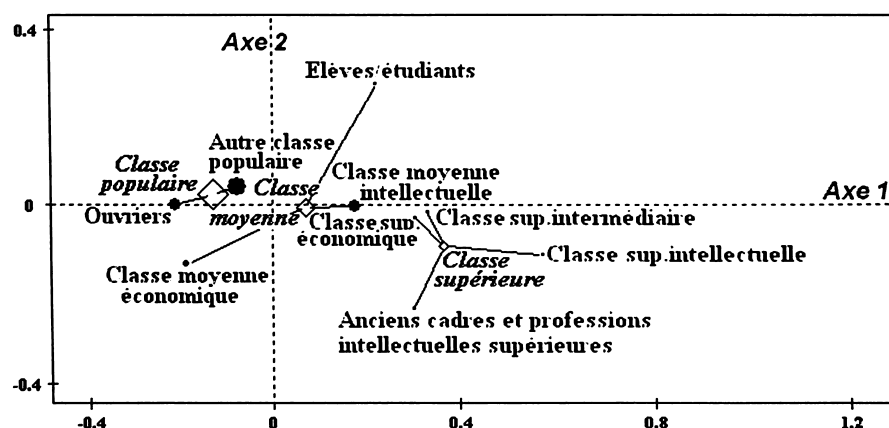 0.4
Axe 2
Elèves/étudiants
Autre classe
populaire
Classe
populaire
Classe moyenne
intellectuelle
Classe
moyenne
Axe 1
0
Ouvriers
Classe sup.
économique
Classe sup.intermédiaire
Classe sup.intellectuelle
Classe
supérieure
Classe moyenne
économique
Anciens cadres et professions
intellectuelles supérieures
-0.4
-0.4
0
0.4
0.8
1.2